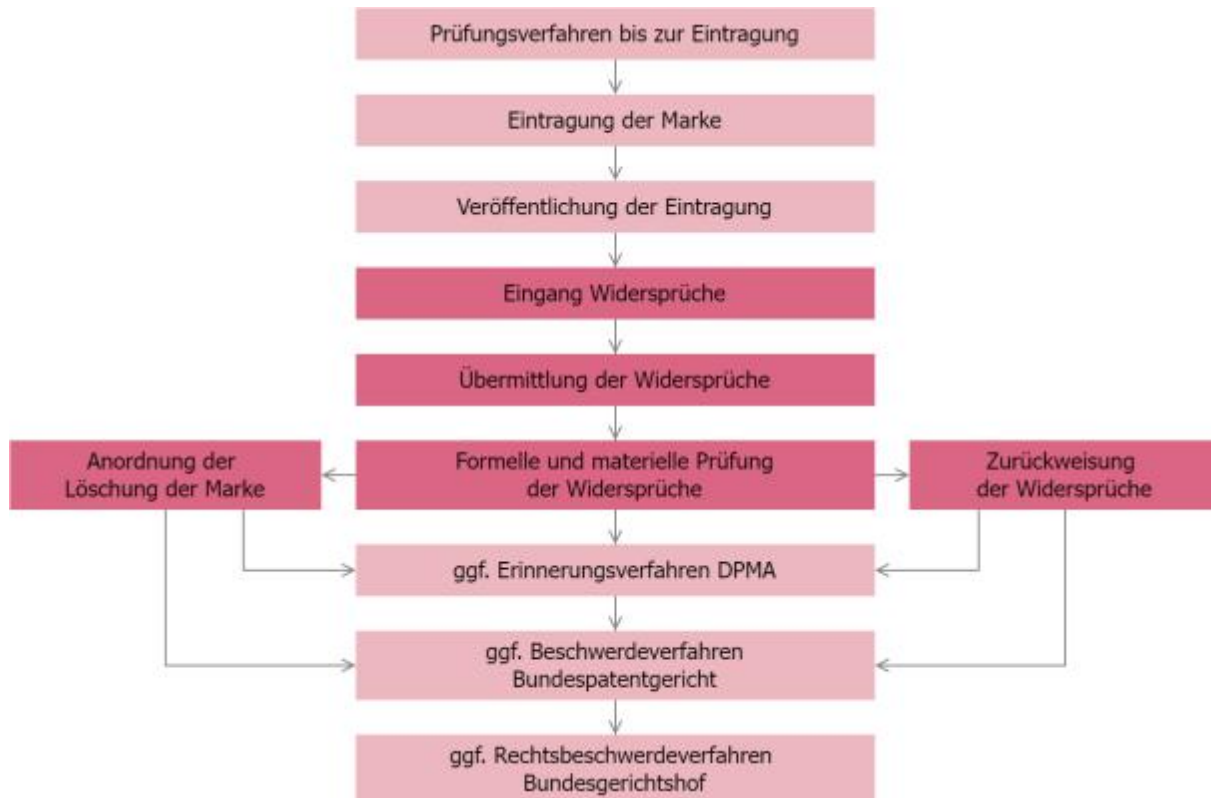 Prüfungsverfahren bis zur Eintragung
Eintragung der Marke
Veröffentlichung der Eintragung
Eingang Widersprüche
Übermittlung der Widersprüche
Anordnung der
Löschung der Marke
Formelle und materielle Prüfung
der Widersprüche
Zurückweisung
der Widersprüche
ggf. Erinnerungsverfahren DPMA
ggf. Beschwerdeverfahren
Bundespatentgericht
ggf. Rechtsbeschwerdeverfahren
Bundesgerichtshof